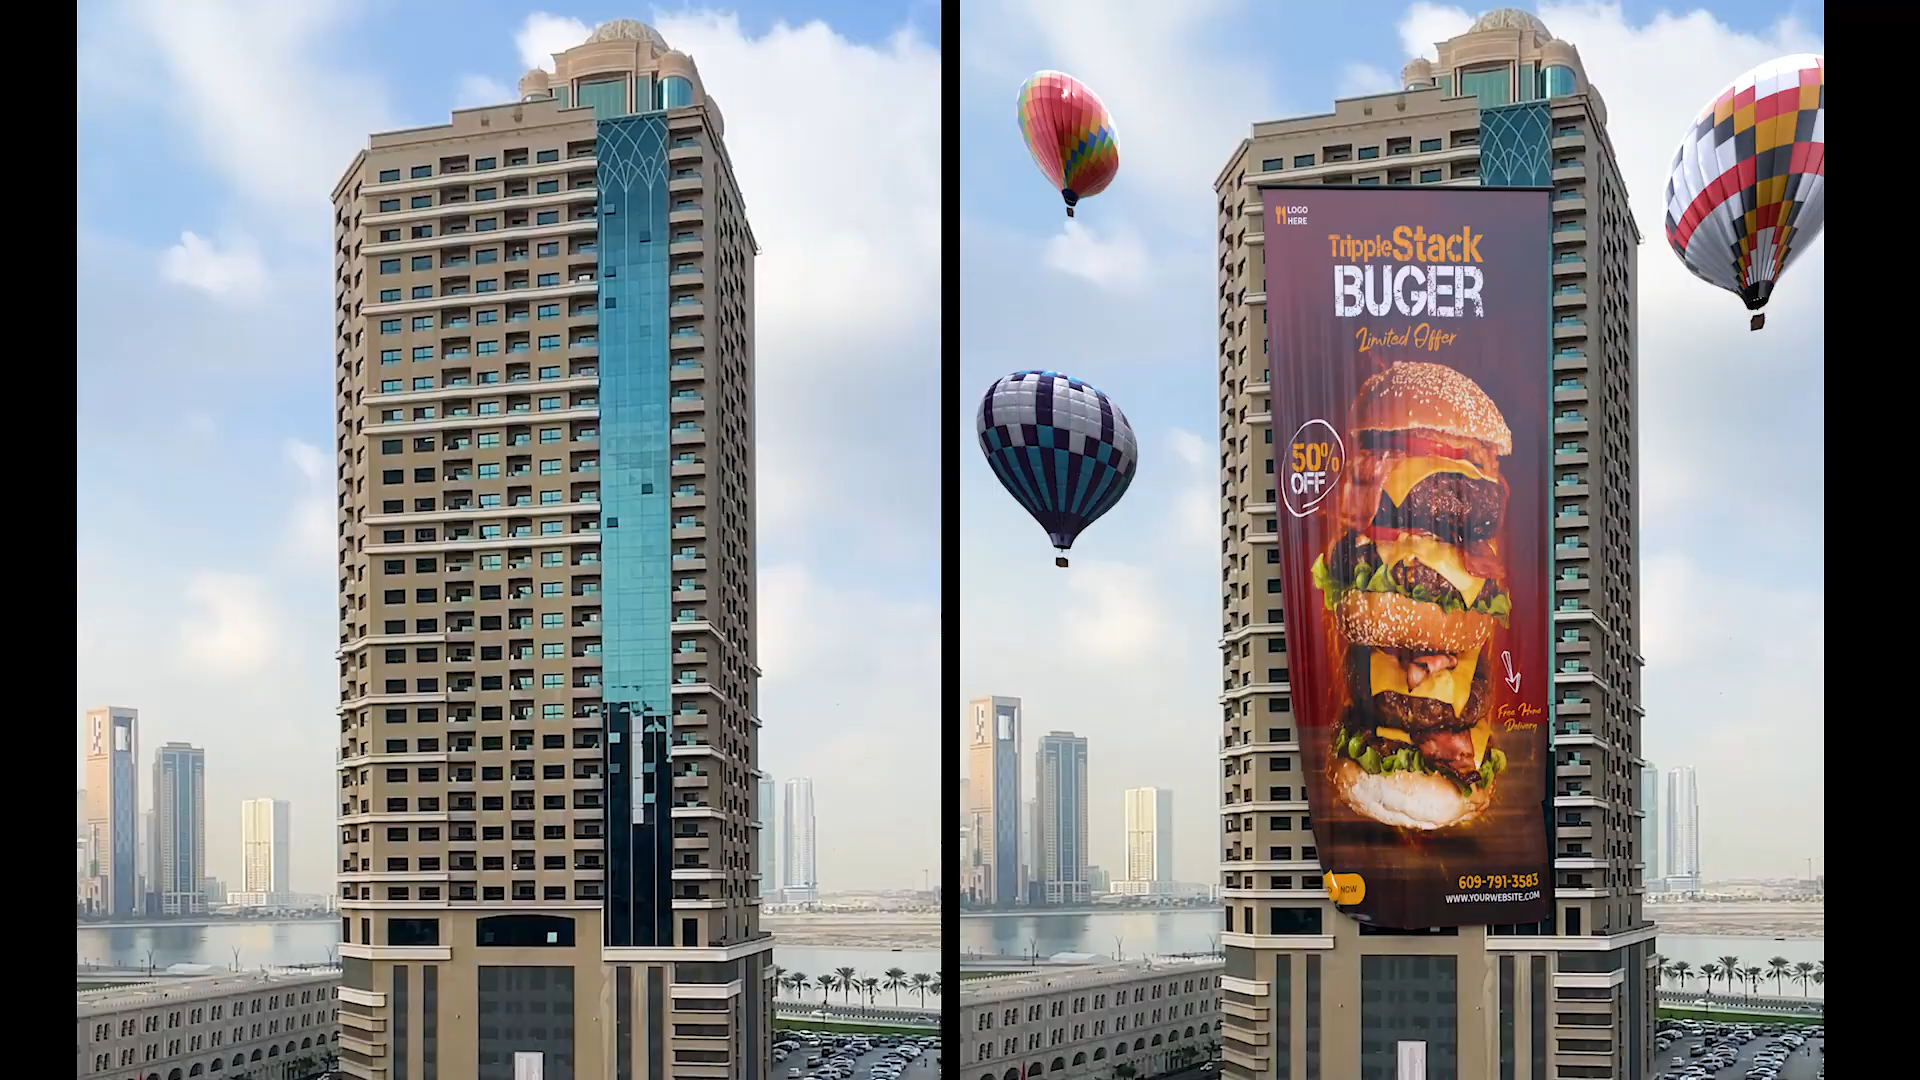 LOGO
HERE
TrippleStack
BUGER
Limited Offer
50%
OFF
Free Home
Delivery
NOW
609-791-3583
WWW.YOURWEBSITE.COM